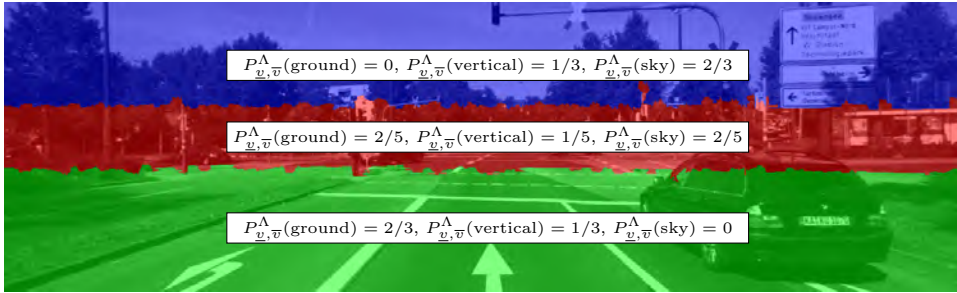 P^Λ_{v̲,v̅}(ground) = 0, P^Λ_{v̲,v̅}(vertical) = 1/3, P^Λ_{v̲,v̅}(sky) = 2/3
P^Λ_{v̲,v̅}(ground) = 2/5, P^Λ_{v̲,v̅}(vertical) = 1/5, P^Λ_{v̲,v̅}(sky) = 2/5
P^Λ_{v̲,v̅}(ground) = 2/3, P^Λ_{v̲,v̅}(vertical) = 1/3, P^Λ_{v̲,v̅}(sky) = 0